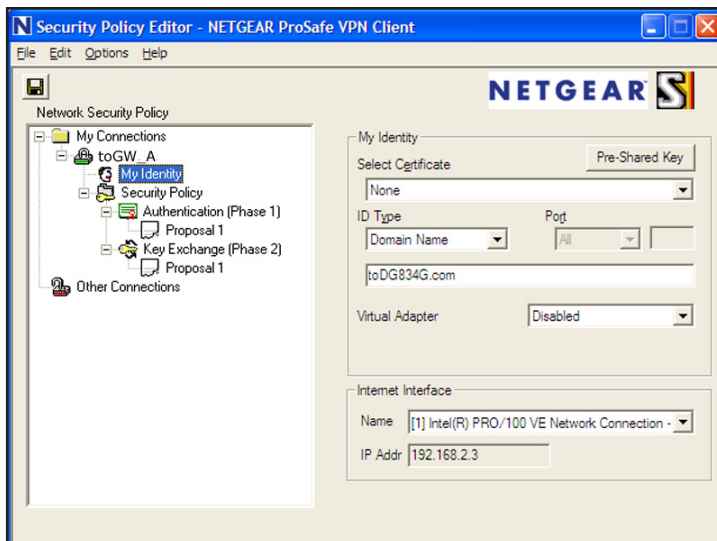 Security Policy Editor - NETGEAR ProSafe VPN Client
File Edit Options Help
NETGEAR
Network Security Policy
My Connections
toGW_A
My Identity
Security Policy
Authentication (Phase 1)
Proposal 1
Key Exchange (Phase 2)
Proposal 1
Other Connections
My Identity
Select Certificate
Pre-Shared Key
None
ID Type
Port
Domain Name
All
toDG834G.com
Virtual Adapter
Disabled
Internet Interface
Name
[1] Intel(R) PRO/100 VE Network Connection -
IP Addr
192.168.2.3